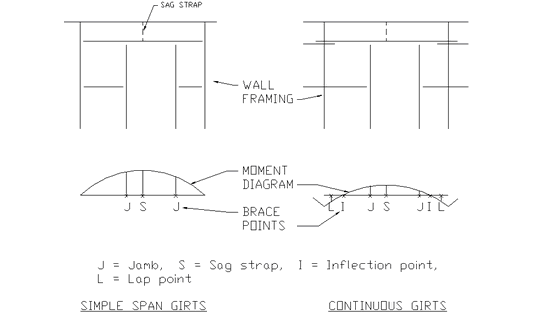 SAG STRAP
WALL
FRAMING
MOMENT
DIAGRAM
J S J
L I J S J I L
BRACE
POINTS
J = Jamb, S = Sag strap, I = Inflection point,
L = Lap point
SIMPLE SPAN GIRTS
CONTINUOUS GIRTS